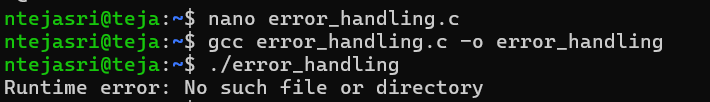 ntejasri@teja:~$ nano error_handling.c
ntejasri@teja:~$ gcc error_handling.c -o error_handling
ntejasri@teja:~$ ./error_handling
Runtime error: No such file or directory